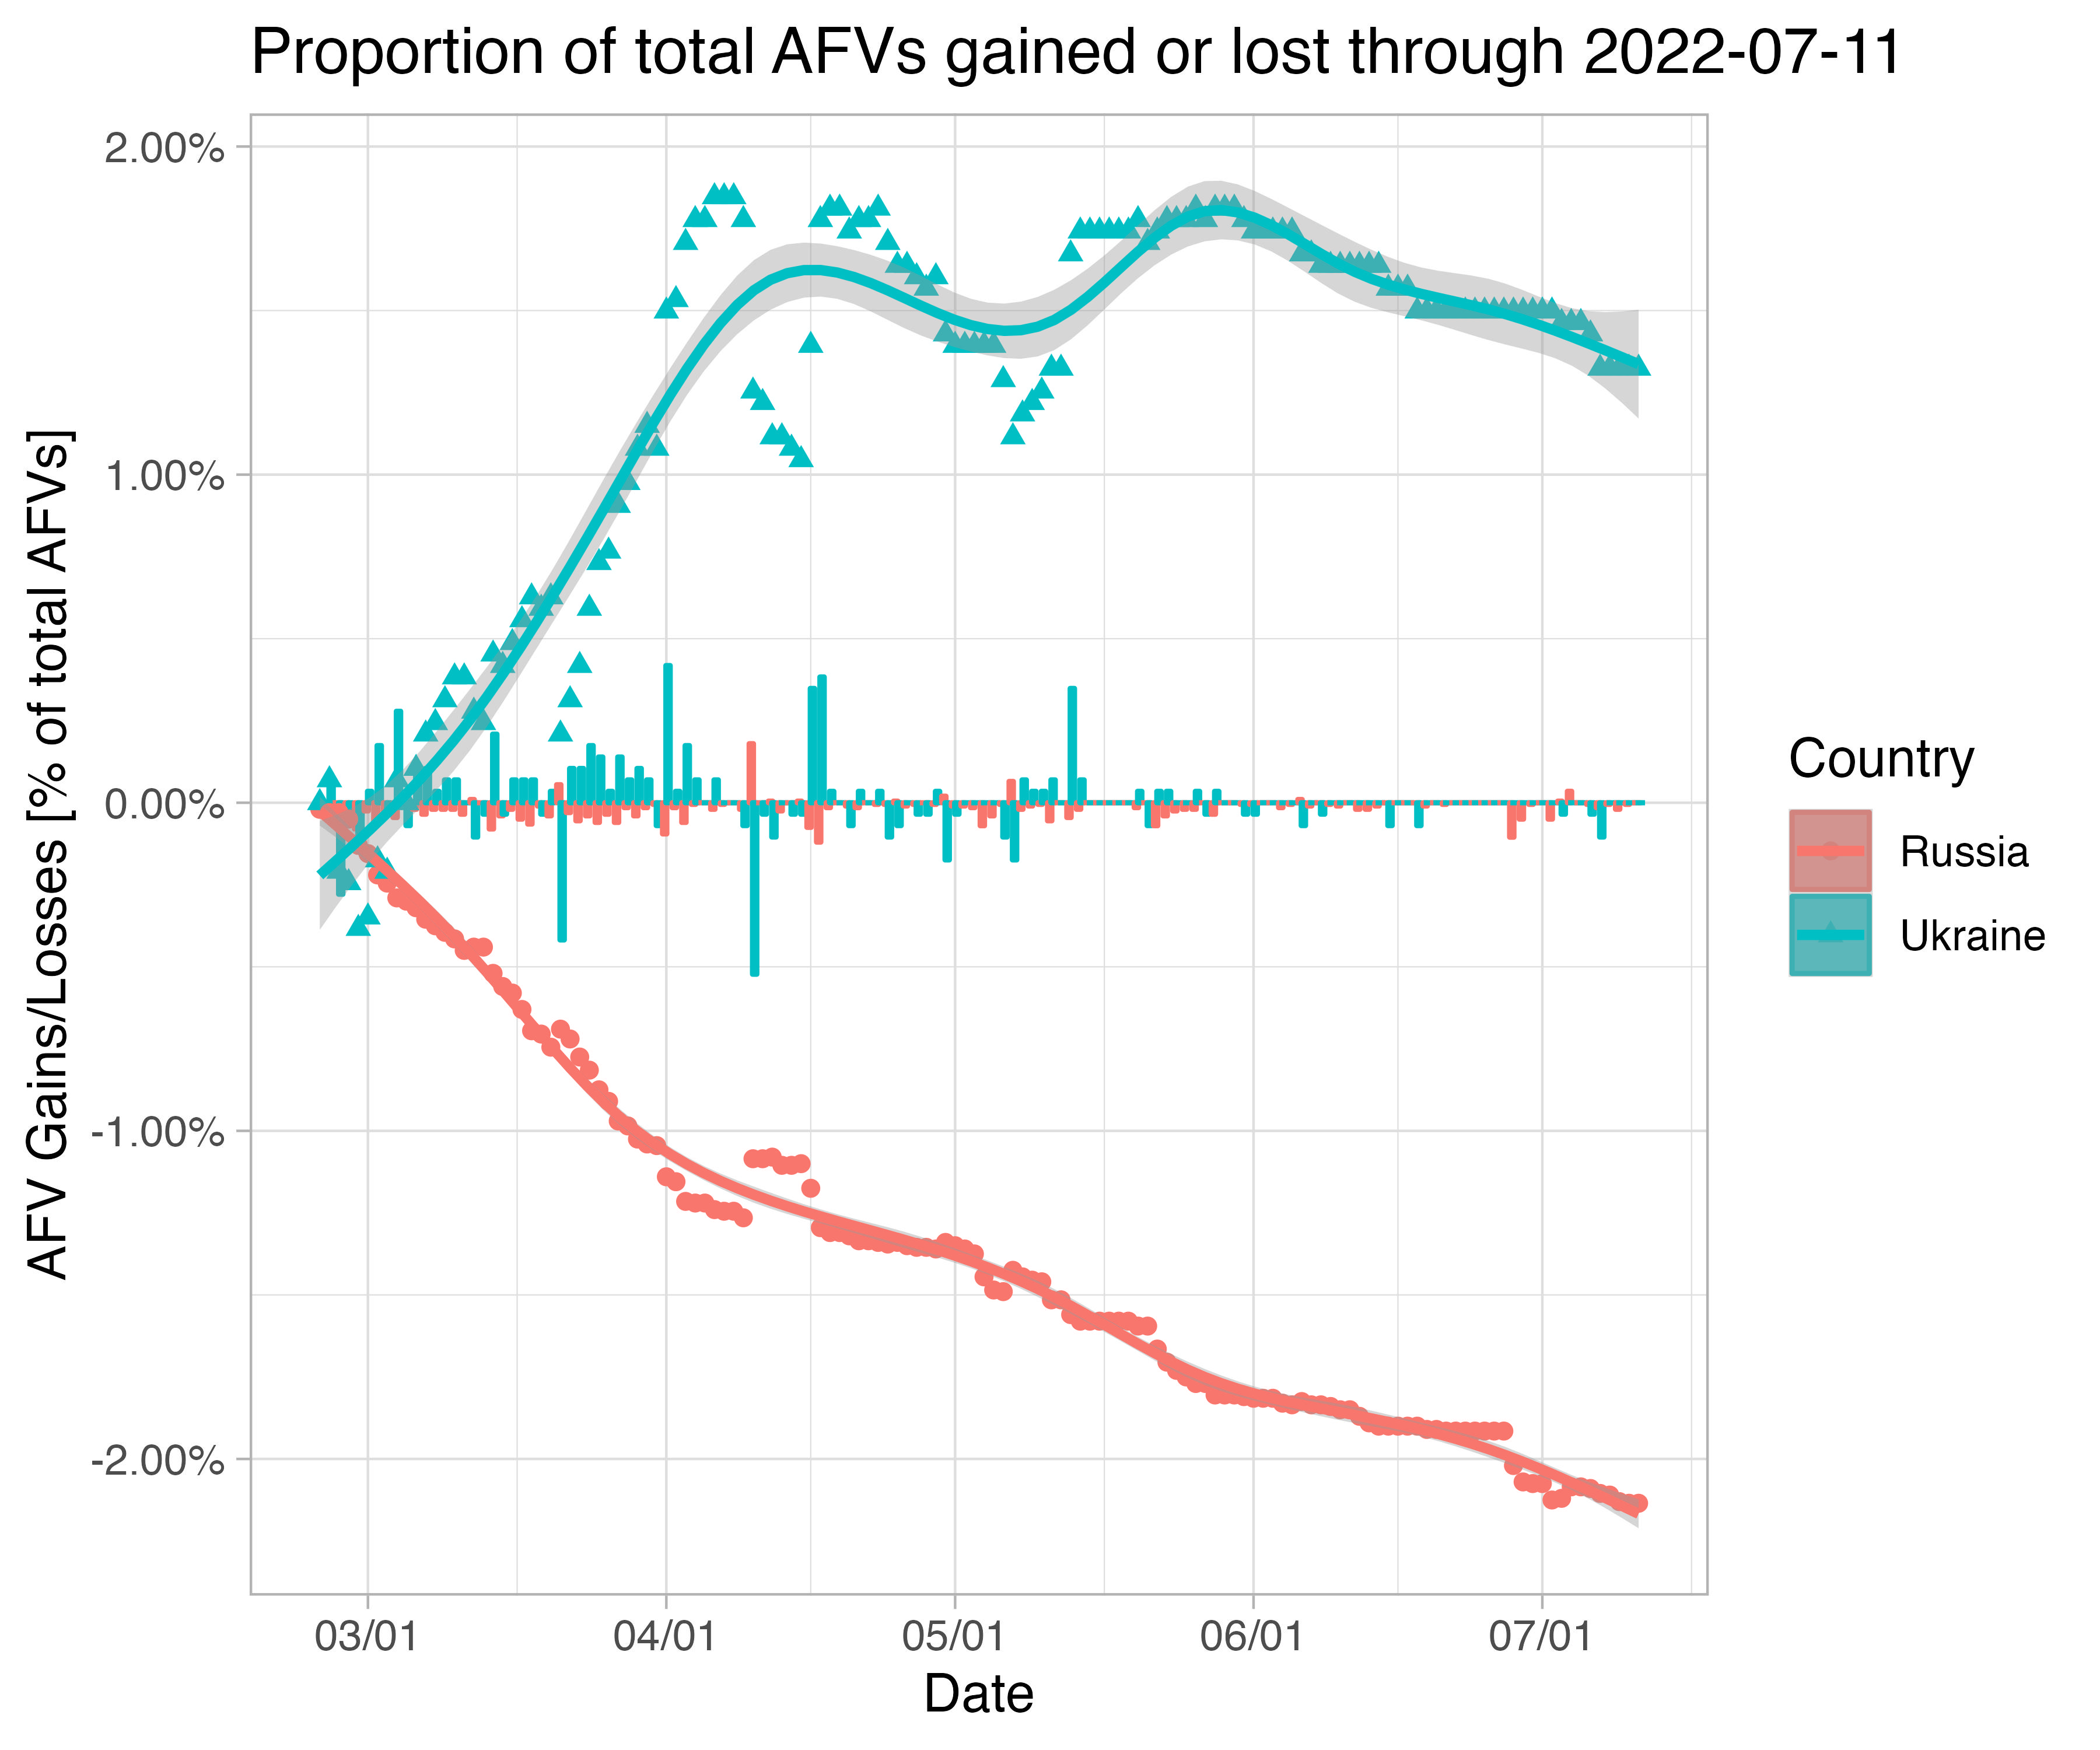 Proportion of total AFVs gained or lost through 2022-07-11
AFV Gains/Losses [% of total AFVs]
2.00%
1.00%
0.00%
-1.00%
-2.00%
03/01
04/01
05/01
06/01
07/01
Date
Country
Russia
Ukraine